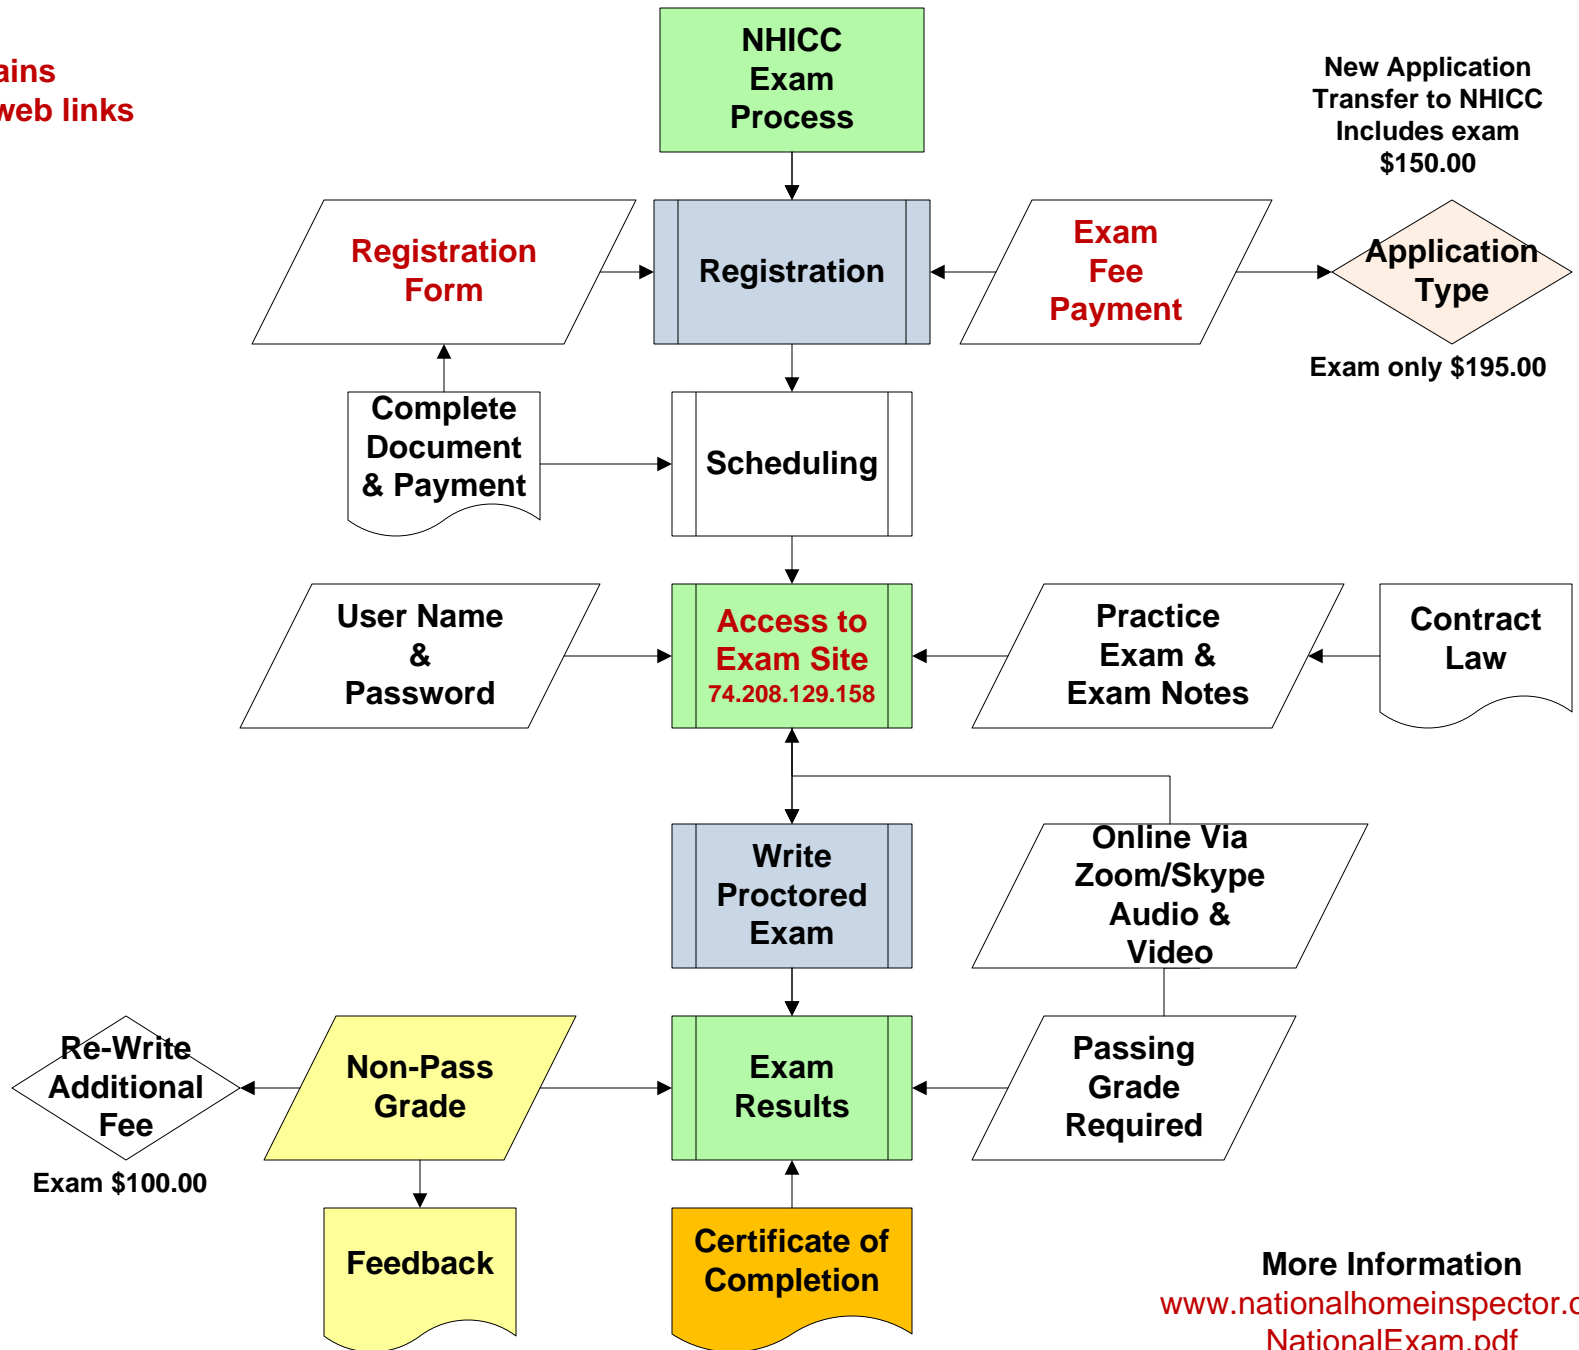 NHICC
Exam
Process
web links
New Application
Transfer to NHICC
Includes exam
$150.00
Registration
Form
Registration
Exam
Fee
Payment
Application
Type
Exam only $195.00
Complete
Document
& Payment
Scheduling
User Name
&
Password
Access to
Exam Site
74.208.129.158
Practice
Exam &
Exam Notes
Contract
Law
Write
Proctored
Exam
Online Via
Zoom/Skype
Audio &
Video
Re-Write
Additional
Fee
Exam $100.00
Non-Pass
Grade
Exam
Results
Passing
Grade
Required
Feedback
Certificate of
Completion
More Information
www.nationalhomeinspector.o
NationalExam.pdf